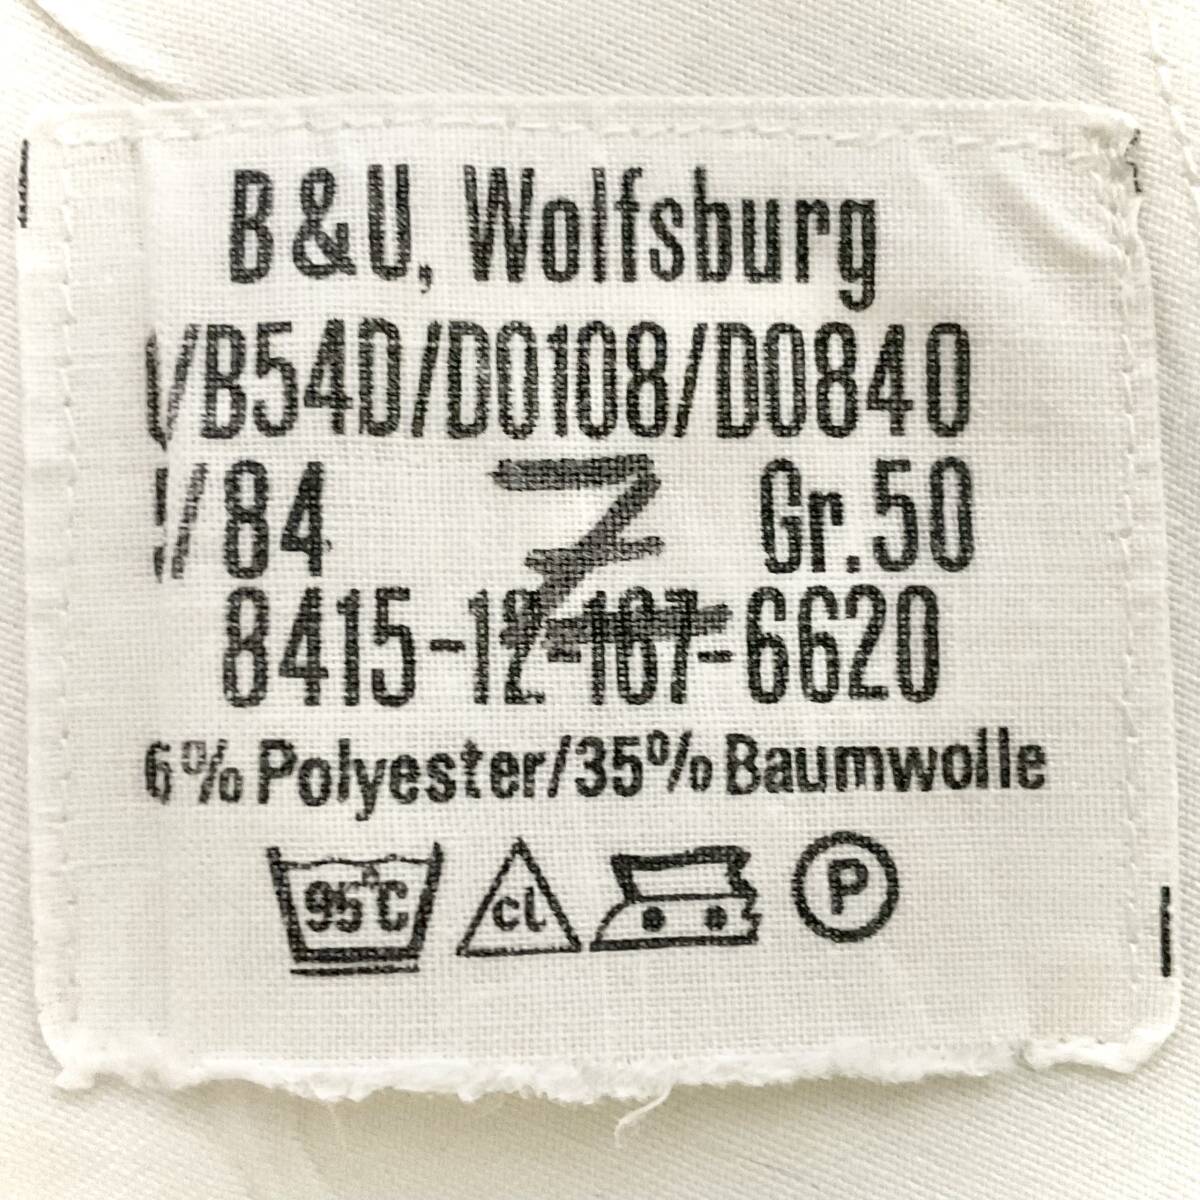 B&U, Wolfsburg
VB54D/D0108/D0840
/84 Gr.50
8415-12-167-6620
6% Polyester/35% Baumwolle
95°C cl P